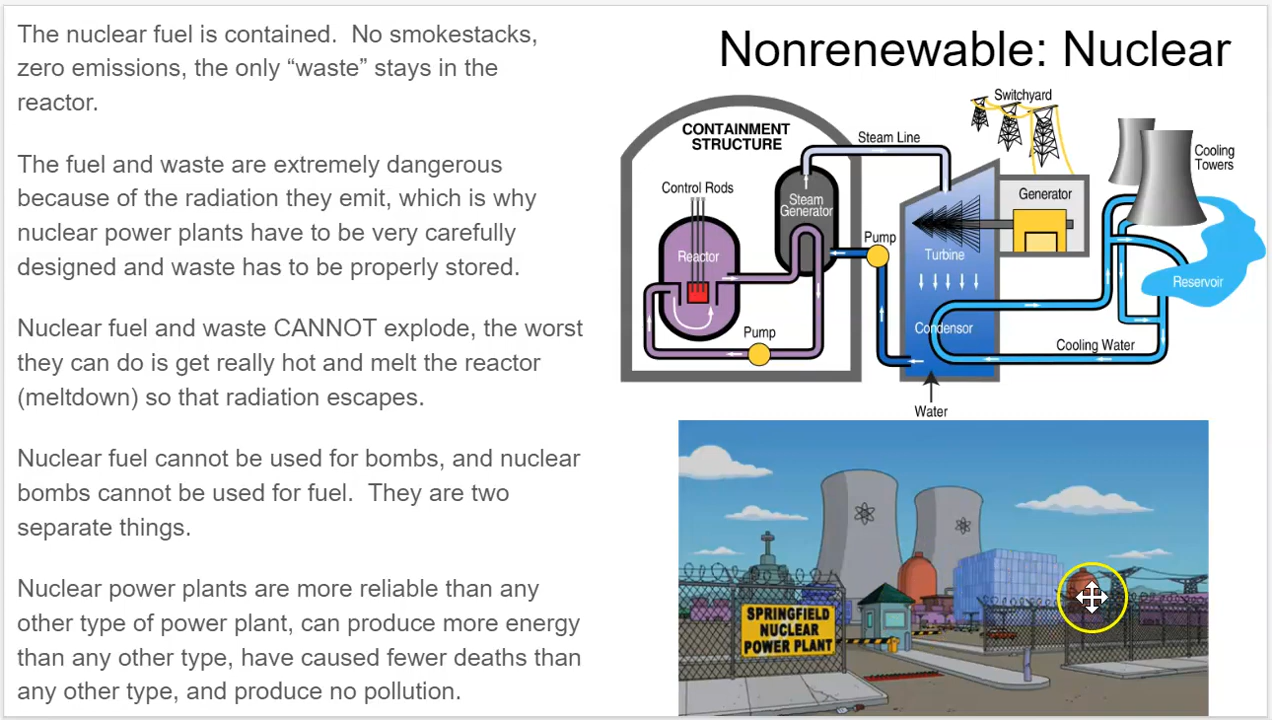 The nuclear fuel is contained.  No smokestacks,
zero emissions, the only “waste” stays in the
reactor.
The fuel and waste are extremely dangerous
because of the radiation they emit, which is why
nuclear power plants have to be very carefully
designed and waste has to be properly stored.
Nuclear fuel and waste CANNOT explode, the worst
they can do is get really hot and melt the reactor
(meltdown) so that radiation escapes.
Nuclear fuel cannot be used for bombs, and nuclear
bombs cannot be used for fuel.  They are two
separate things.
Nuclear power plants are more reliable than any
other type of power plant, can produce more energy
than any other type, have caused fewer deaths than
any other type, and produce no pollution.
Nonrenewable: Nuclear
CONTAINMENT
STRUCTURE
Control Rods
Reactor
Steam
Generator
Pump
Steam Line
Pump
Turbine
Condensor
Water
Switchyard
Generator
Cooling
Towers
Reservoir
Cooling Water
SPRINGFIELD
NUCLEAR
POWER PLANT